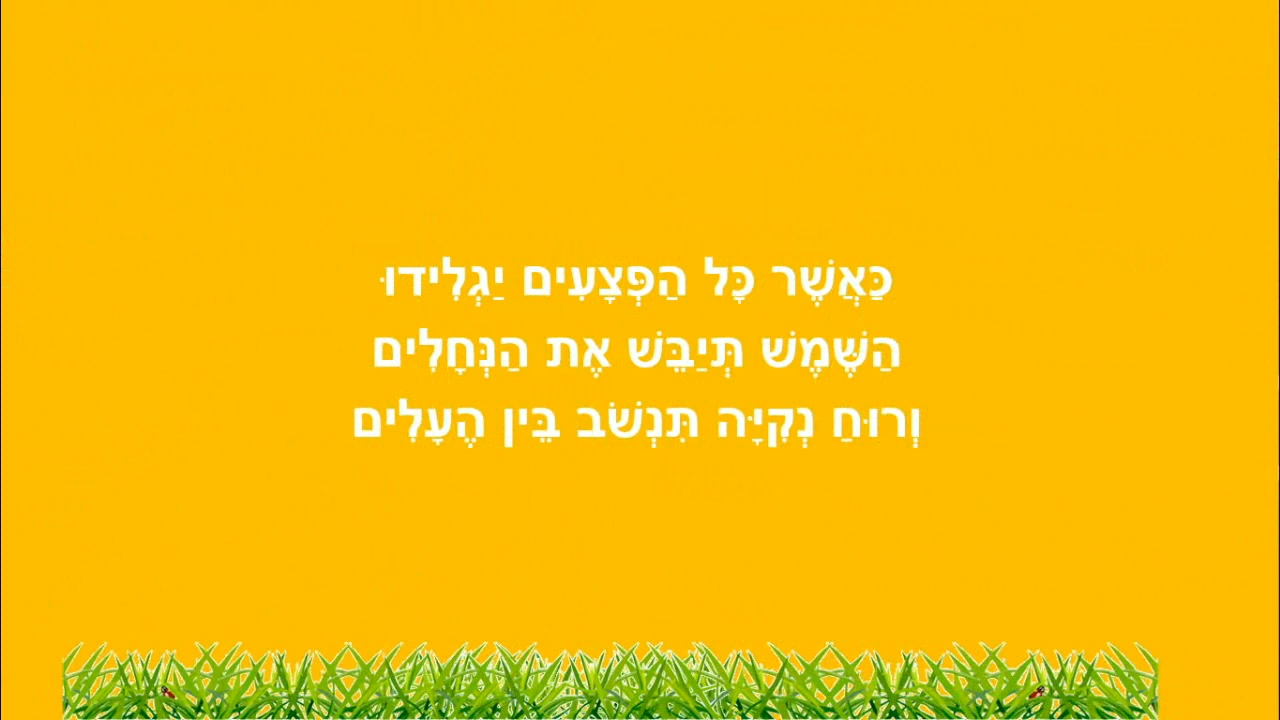 כַּאֲשֶׁר כָּל הַפְּצָעִים יַגְלִידוּ
הַשֶּׁמֶשׁ תְּיַבֵּשׁ אֶת הַנְּחָלִים
וְרוּחַ נְקִיָּה תִּנְשֹׁב בֵּין הֶעָלִים